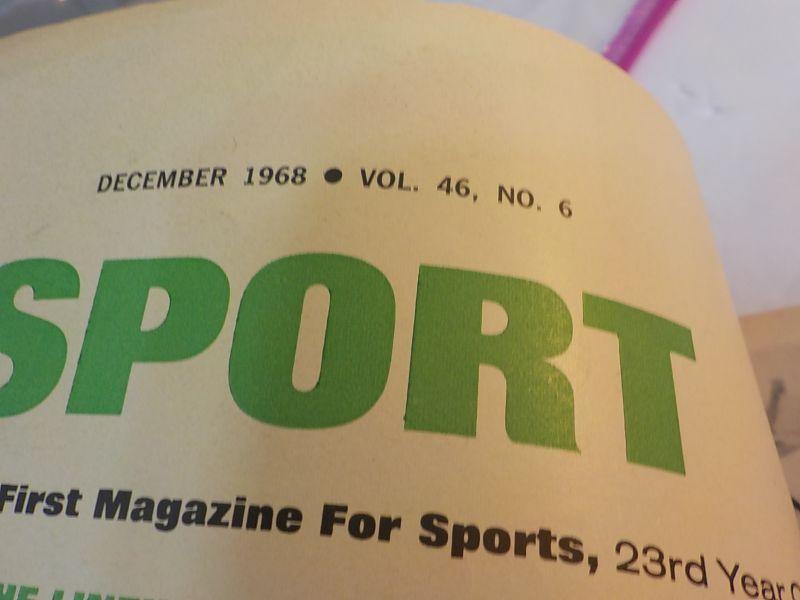 DECEMBER 1968 ● VOL. 46, NO. 6
SPORT
First Magazine For Sports, 23rd Year